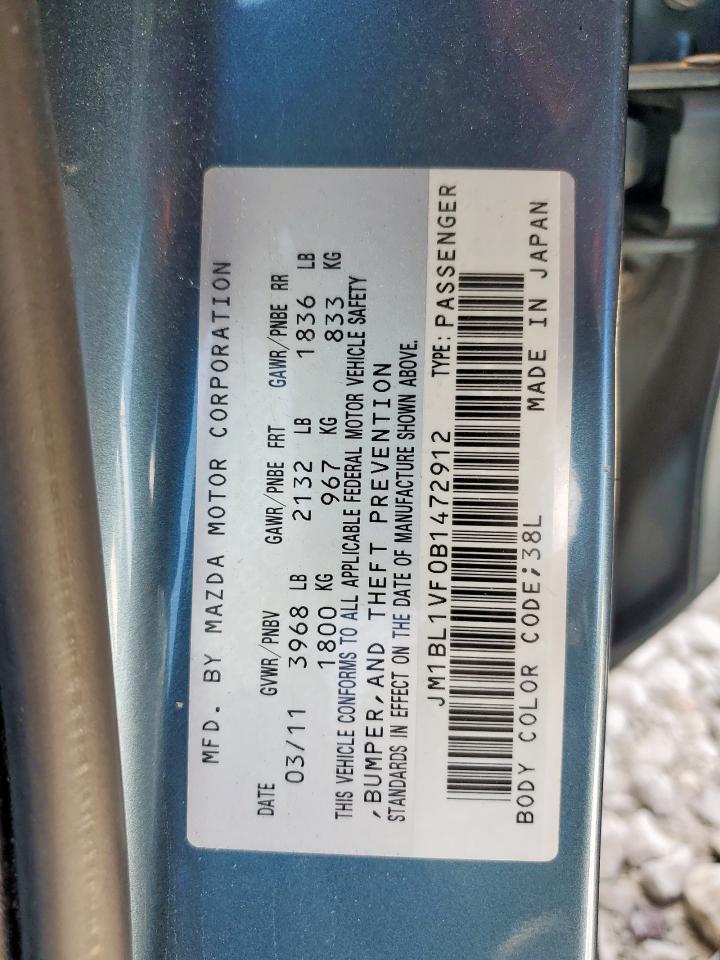 MFD. BY MAZDA MOTOR CORPORATION
DATE GVWR/PNBV GAWR/PNBE FRT GAWR/PNBE RR
03/11 3968 LB 2132 LB 1836 LB
1800 KG 967 KG 833 KG
THIS VEHICLE CONFORMS TO ALL APPLICABLE FEDERAL MOTOR VEHICLE SAFETY
,BUMPER,AND THEFT PREVENTION
STANDARDS IN EFFECT ON THE DATE OF MANUFACTURE SHOWN ABOVE.
JM1BL1VF0B1472912 TYPE: PASSENGER
BODY COLOR CODE;38L MADE IN JAPAN